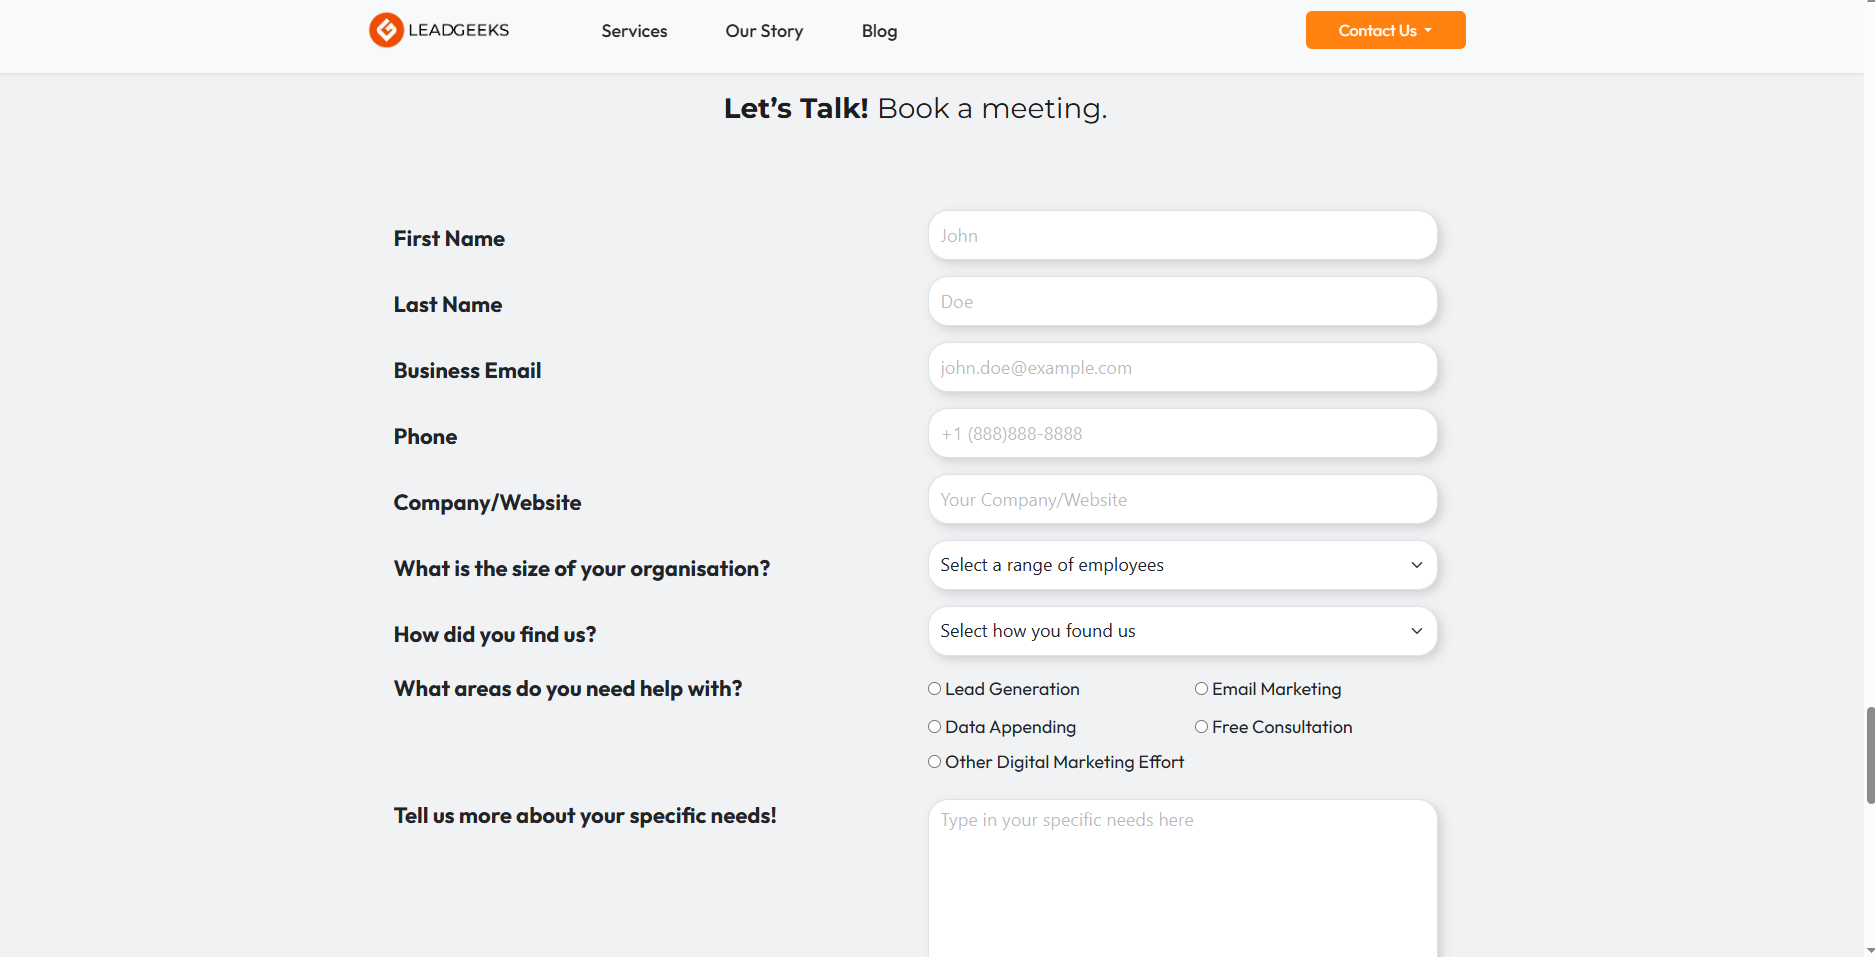 LEADGEEKS
Services
Our Story
Blog
Contact Us
Let’s Talk! Book a meeting.
First Name
John
Last Name
Doe
Business Email
john.doe@example.com
Phone
+1 (888)888-8888
Company/Website
Your Company/Website
What is the size of your organisation?
Select a range of employees
How did you find us?
Select how you found us
What areas do you need help with?
Lead Generation
Email Marketing
Data Appending
Free Consultation
Other Digital Marketing Effort
Tell us more about your specific needs!
Type in your specific needs here